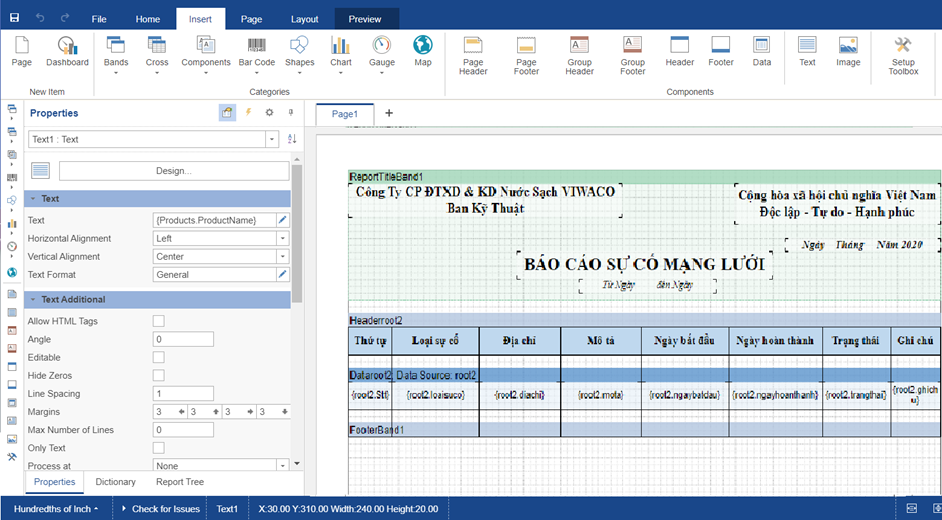 File Home Insert Page Layout Preview
Page Dashboard Bands Cross Components Bar Code Shapes Chart Gauge Map Page Header Page Footer Group Header Group Footer Header Footer Data Text Image Setup Toolbox
New Item Categories Components
Properties
Page1 +
Text1 : Text
Design...
Text
Text {Products.ProductName}
Horizontal Alignment Left
Vertical Alignment Center
Text Format General
Text Additional
Allow HTML Tags
Angle 0
Editable
Hide Zeros
Line Spacing 1
Margins 3 3 3 3
Max Number of Lines 0
Only Text
Process at None
Properties Dictionary Report Tree
ReportTitleBand1
Công Ty CP ĐTXD & KD Nước Sạch VIWACO
Ban Kỹ Thuật
Cộng hòa xã hội chủ nghĩa Việt Nam
Độc lập - Tự do - Hạnh phúc
Ngày Tháng Năm 2020
BÁO CÁO SỰ CỐ MẠNG LƯỚI
Từ Ngày đến Ngày
Headerroot2
Thứ tự Loại sự cố Địa chỉ Mô tả Ngày bắt đầu Ngày hoàn thành Trạng thái Ghi chú
Dataroot2; Data Source: root2
{root2.Stt} {root2.loaisuco} {root2.diachi} {root2.mota} {root2.ngaybatdau} {root2.ngayhoanthanh} {root2.trangthai} {root2.ghichu}
FooterBand1
Hundredths of Inch Check for Issues Text1 X:30.00 Y:310.00 Width:240.00 Height:20.00